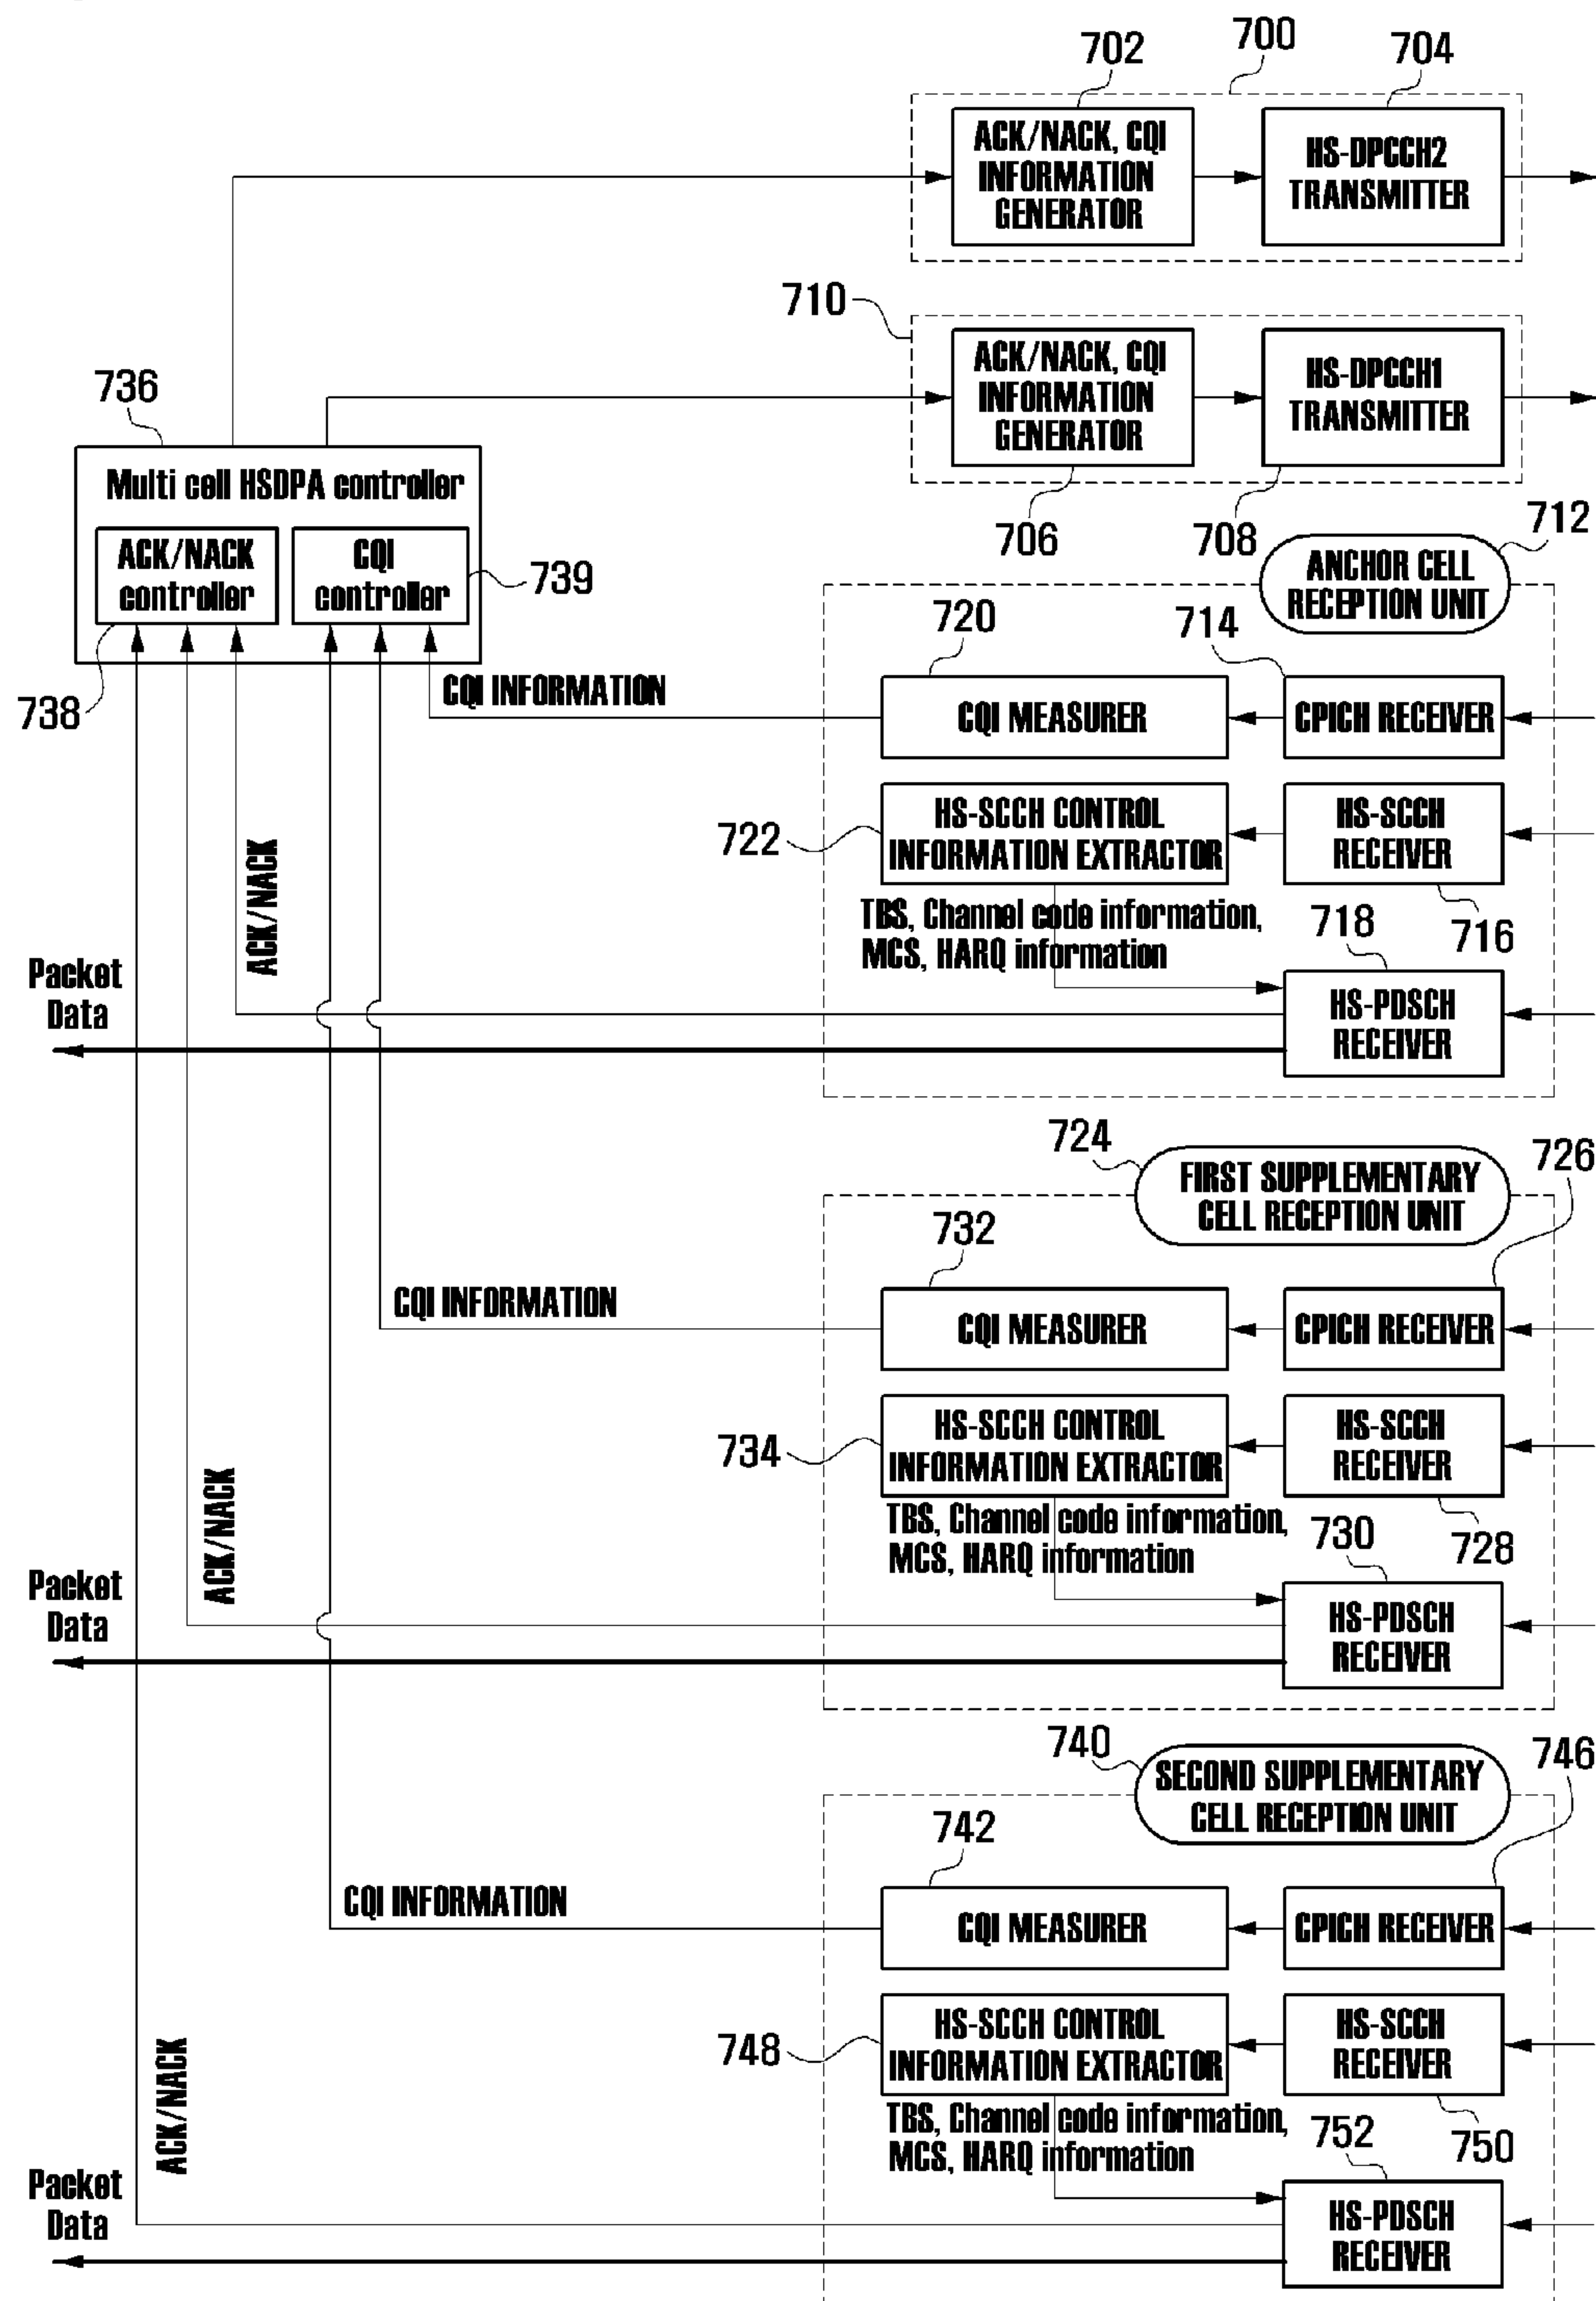 700
702
704
ACK/NACK, CQI
INFORMATION
GENERATOR
HS-DPCCH2
TRANSMITTER
710
ACK/NACK, CQI
INFORMATION
GENERATOR
HS-DPCCH1
TRANSMITTER
706
708
736
Multi cell HSDPA controller
ACK/NACK
controller
CQI
controller
739
738
712
ANCHOR CELL
RECEPTION UNIT
720
714
CQI INFORMATION
CQI MEASURER
CPICH RECEIVER
722
HS-SCCH CONTROL
INFORMATION EXTRACTOR
HS-SCCH
RECEIVER
716
TBS, Channel code information,
MCS, HARQ information
718
HS-PDSCH
RECEIVER
ACK/NACK
Packet
Data
724
FIRST SUPPLEMENTARY
CELL RECEPTION UNIT
726
732
CQI INFORMATION
CQI MEASURER
CPICH RECEIVER
734
HS-SCCH CONTROL
INFORMATION EXTRACTOR
HS-SCCH
RECEIVER
728
TBS, Channel code information,
MCS, HARQ information
730
HS-PDSCH
RECEIVER
ACK/NACK
Packet
Data
740
SECOND SUPPLEMENTARY
CELL RECEPTION UNIT
746
742
CQI INFORMATION
CQI MEASURER
CPICH RECEIVER
748
HS-SCCH CONTROL
INFORMATION EXTRACTOR
HS-SCCH
RECEIVER
750
TBS, Channel code information,
MCS, HARQ information
752
HS-PDSCH
RECEIVER
ACK/NACK
Packet
Data